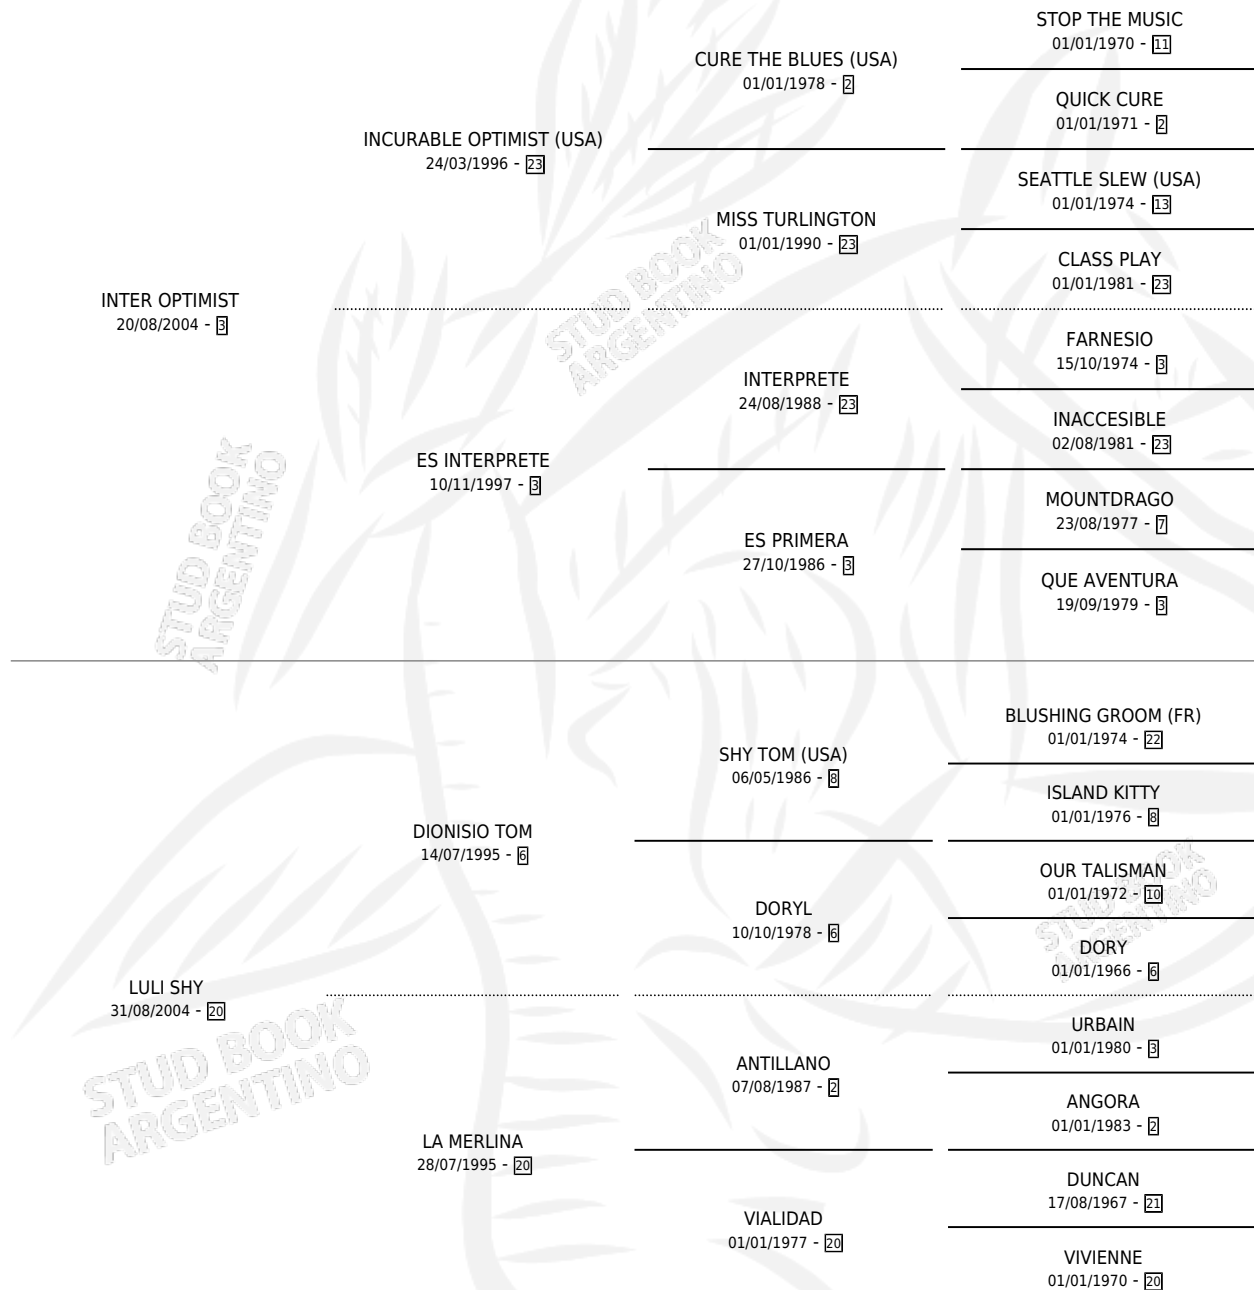 INTER OPTIMIST
20/08/2004 - 3
INCURABLE OPTIMIST (USA)
24/03/1996 - 23
ES INTERPRETE
10/11/1997 - 3
CURE THE BLUES (USA)
01/01/1978 - 2
MISS TURLINGTON
01/01/1990 - 23
INTERPRETE
24/08/1988 - 23
ES PRIMERA
27/10/1986 - 3
STOP THE MUSIC
01/01/1970 - 11
QUICK CURE
01/01/1971 - 2
SEATTLE SLEW (USA)
01/01/1974 - 13
CLASS PLAY
01/01/1981 - 23
FARNESIO
15/10/1974 - 3
INACCESIBLE
02/08/1981 - 23
MOUNTDRAGO
23/08/1977 - 7
QUE AVENTURA
19/09/1979 - 3
LULI SHY
31/08/2004 - 20
DIONISIO TOM
14/07/1995 - 6
LA MERLINA
28/07/1995 - 20
SHY TOM (USA)
06/05/1986 - 8
DORYL
10/10/1978 - 6
ANTILLANO
07/08/1987 - 2
VIALIDAD
01/01/1977 - 20
BLUSHING GROOM (FR)
01/01/1974 - 22
ISLAND KITTY
01/01/1976 - 8
OUR TALISMAN
01/01/1972 - 10
DORY
01/01/1966 - 6
URBAIN
01/01/1980 - 3
ANGORA
01/01/1983 - 2
DUNCAN
17/08/1967 - 21
VIVIENNE
01/01/1970 - 20
STUD BOOK
ARGENTINO
STUD BOOK
ARGENTINO
STUD BOOK
ARGENTINO
STUD BOOK
ARGENTINO